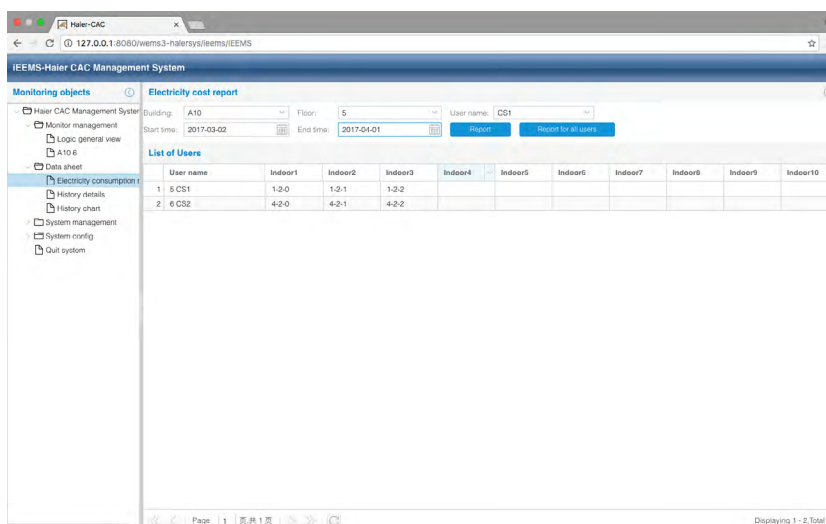 Haier-CAC
127.0.0.1:8080/wems3-haiersys/ieems/IEEMS
iEEMS-Haier CAC Management System
Monitoring objects
Electricity cost report
Haier CAC Management Syster
Building: A10 Floor: 5 User name: CS1
Monitor management
Start time: 2017-03-02 End time: 2017-04-01 Report Report for all users
Logic general view
A10 6
List of Users
Data sheet
User name Indoor1 Indoor2 Indoor3 Indoor4 Indoor5 Indoor6 Indoor7 Indoor8 Indoor9 Indoor10
Electricity consumption r
1 5 CS1 1-2-0 1-2-1 1-2-2
History details
2 6 CS2 4-2-0 4-2-1 4-2-2
History chart
System management
System config
Quit system
Page 1 页,共 1 页
Displaying 1 - 2,Total